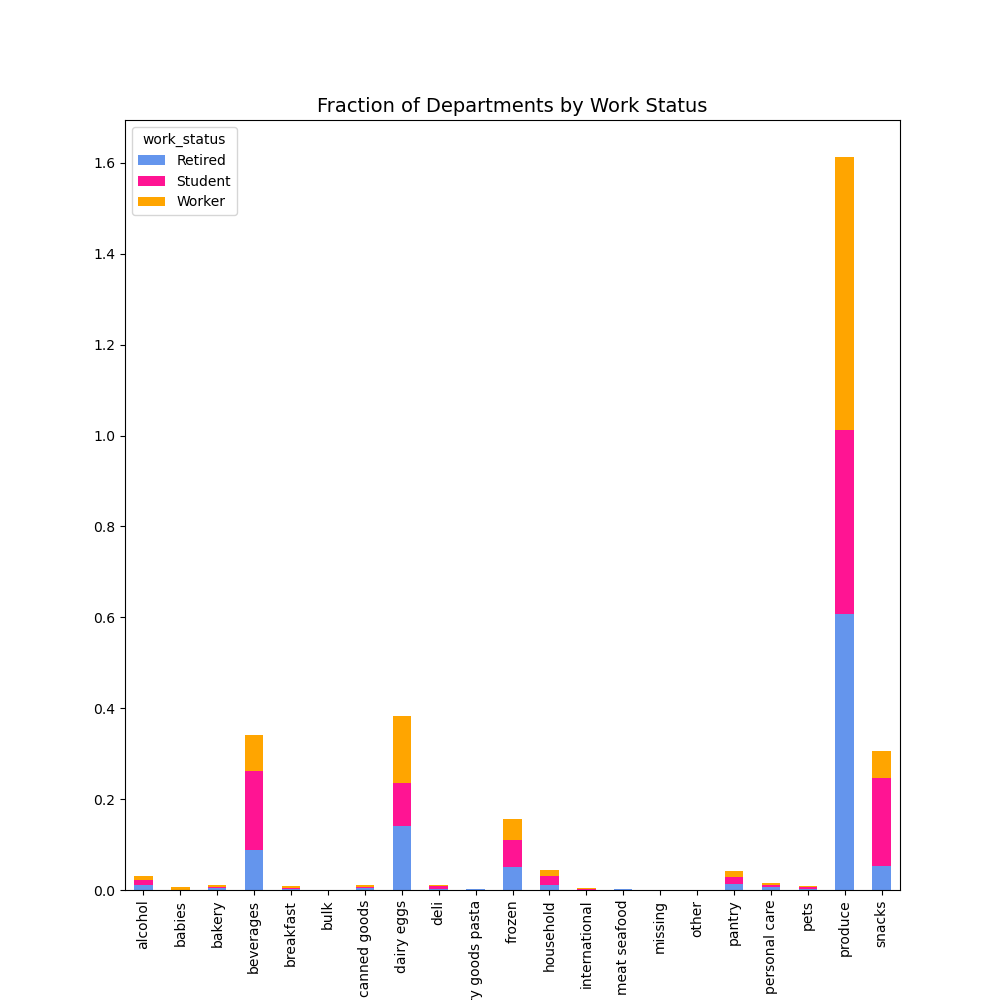 Fraction of Departments by Work Status
work_status
Retired
Student
Worker
1.6
1.4
1.2
1.0
0.8
0.6
0.4
0.2
0.0
alcohol
babies
bakery
beverages
breakfast
bulk
canned goods
dairy eggs
deli
y goods pasta
frozen
household
international
meat seafood
missing
other
pantry
personal care
pets
produce
snacks